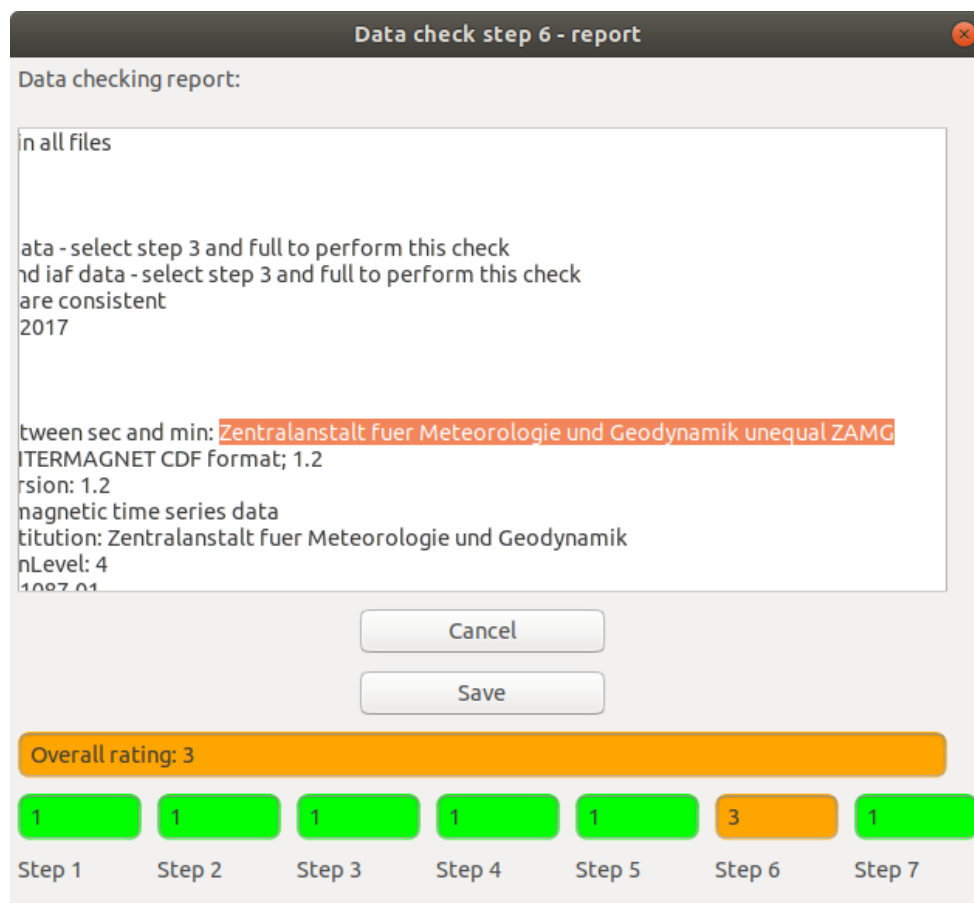 Data check step 6 - report
Data checking report:
in all files
ata - select step 3 and full to perform this check
nd iaf data - select step 3 and full to perform this check
are consistent
2017
tween sec and min: Zentralanstalt fuer Meteorologie und Geodynamik unequal ZAMG
ITERMAGNET CDF format; 1.2
rsion: 1.2
magnetic time series data
titution: Zentralanstalt fuer Meteorologie und Geodynamik
nLevel: 4
1087.01
Cancel
Save
Overall rating: 3
1 1 1 1 1 3 1
Step 1 Step 2 Step 3 Step 4 Step 5 Step 6 Step 7